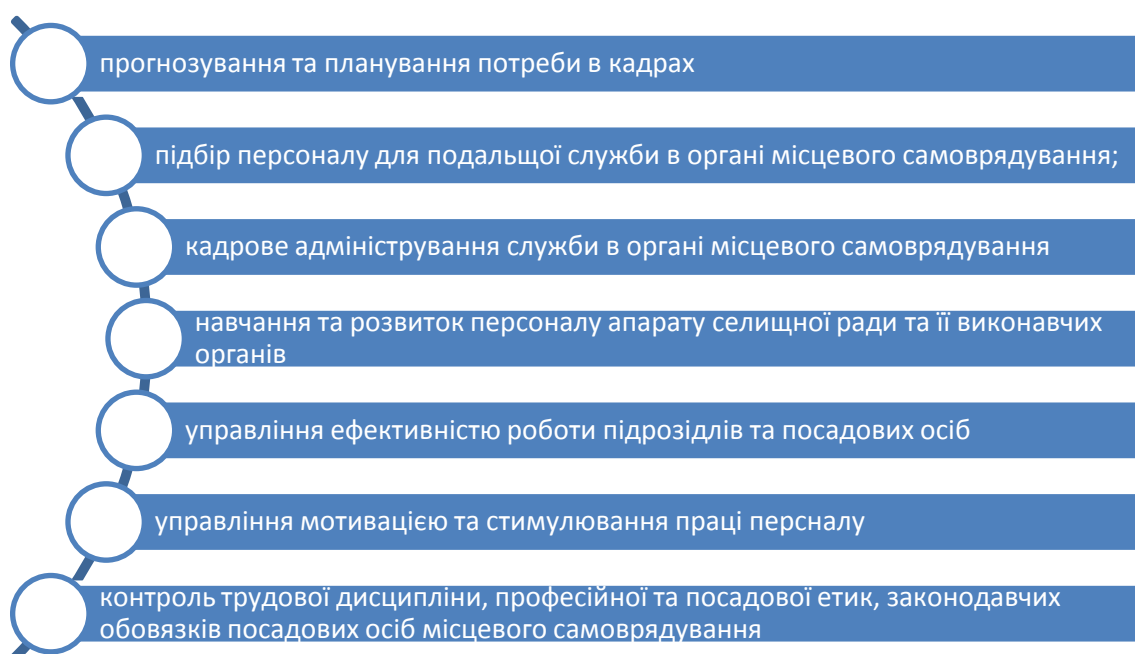 прогнозування та планування потреби в кадрах
підбір персоналу для подальщої служби в органі місцевого самоврядування;
кадрове адміністрування служби в органі місцевого самоврядування
навчання та розвиток персоналу апарату селищної ради та її виконавчих
органів
управління ефективністю роботи підрозідлів та посадових осіб
управління мотивацією та стимулювання праці персналу
контроль трудової дисципліни, професійної та посадової етик, законодавчих
обовязків посадових осіб місцевого самоврядування